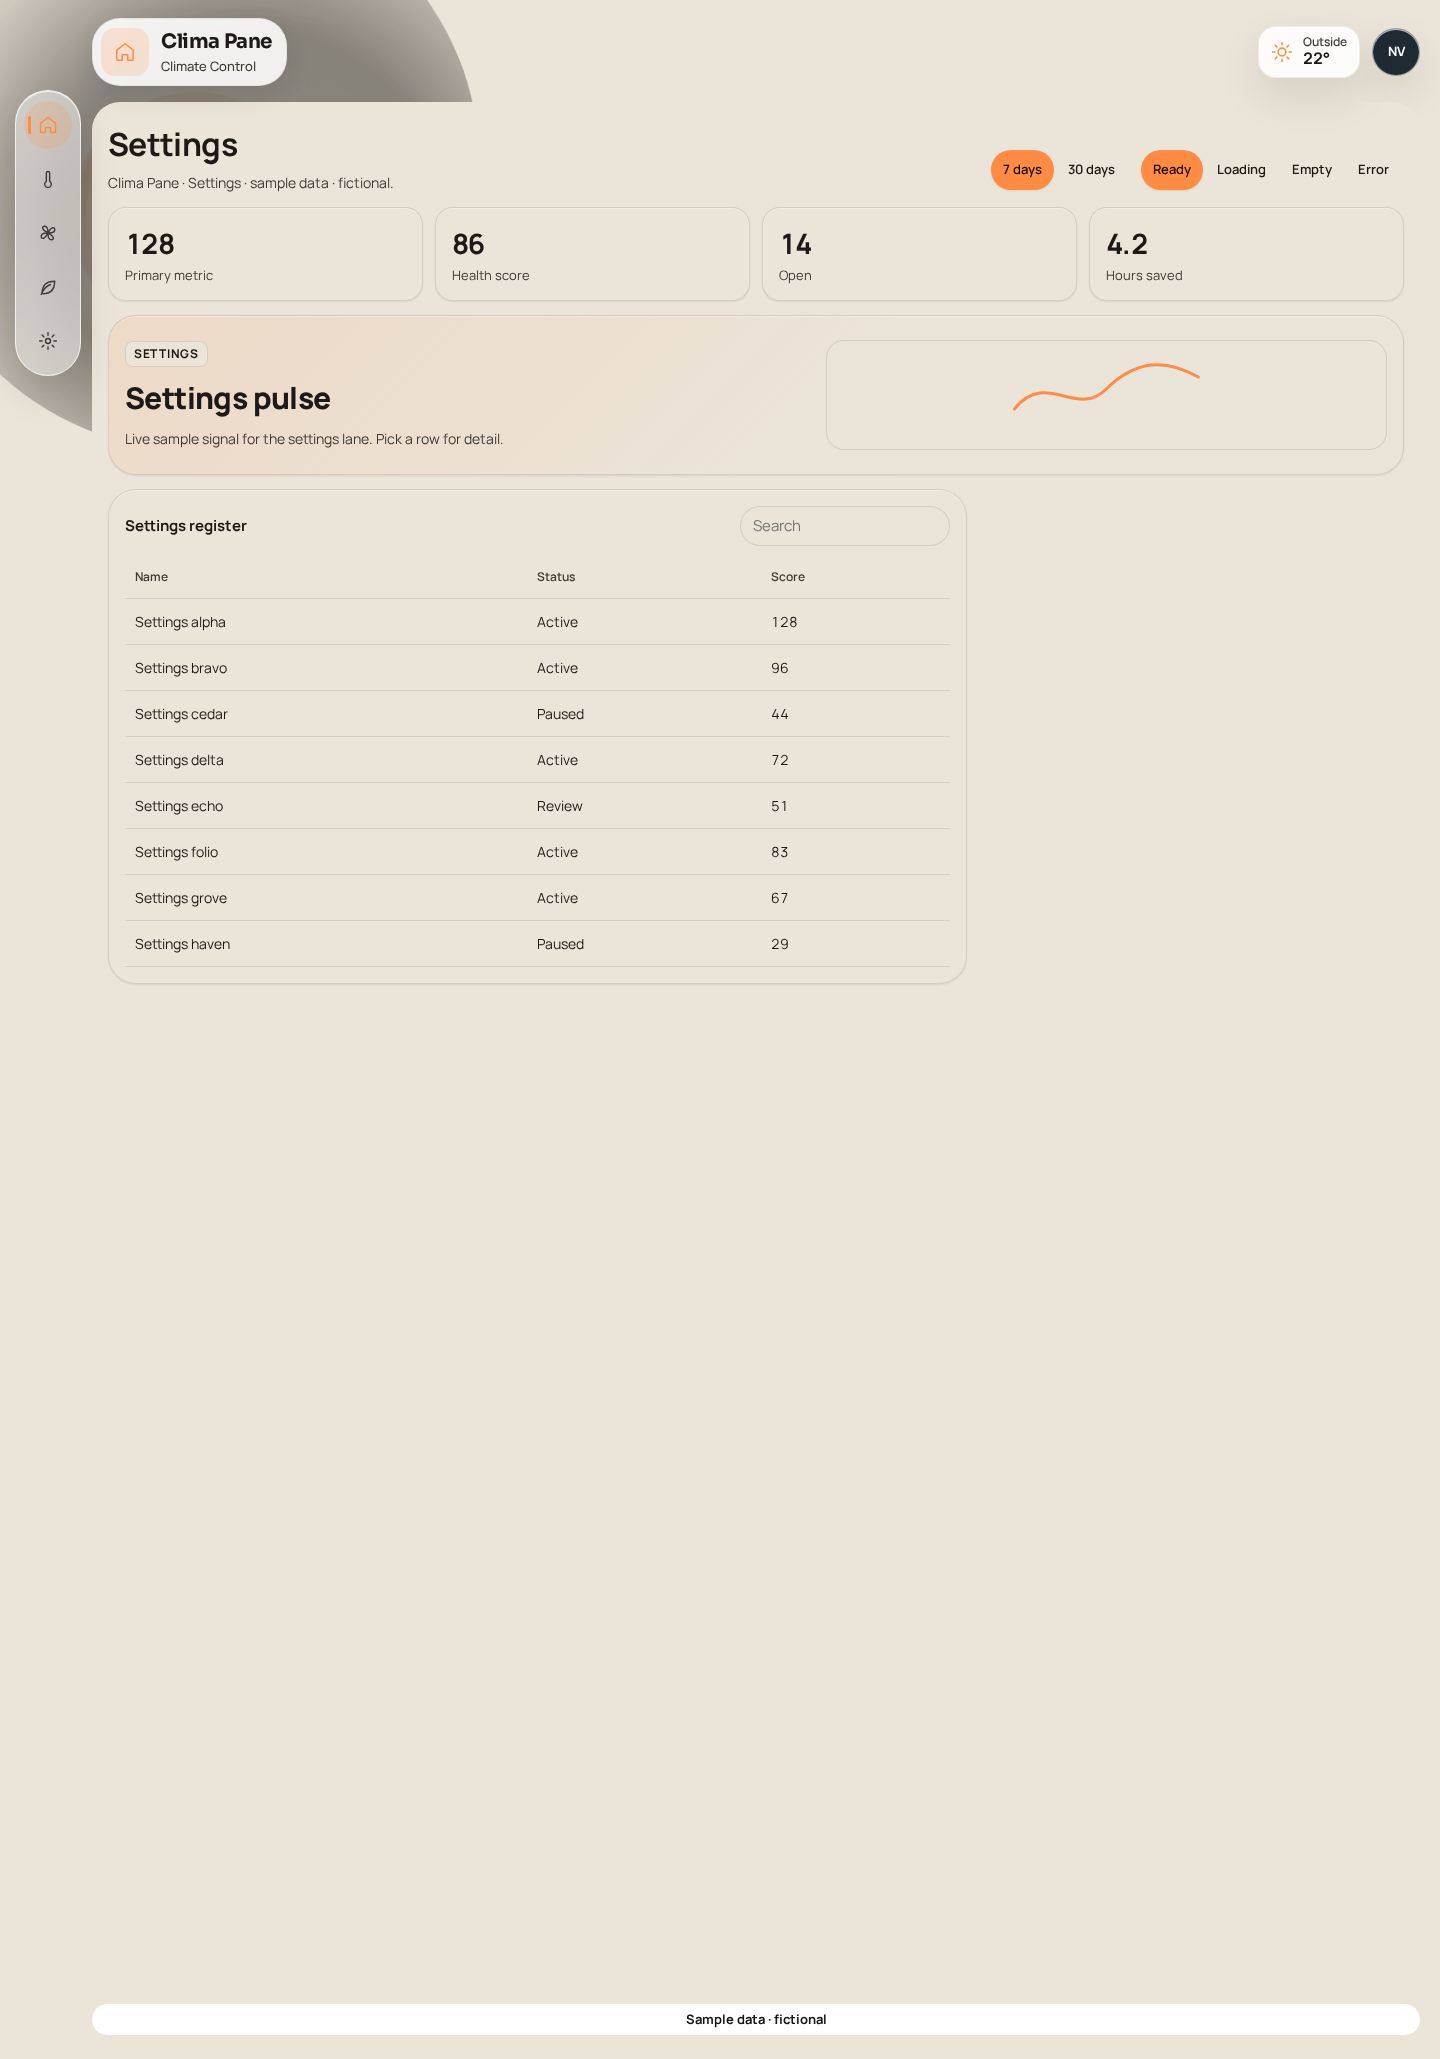 Clima Pane
Climate Control
Outside
22°
NV
Settings
Clima Pane · Settings · sample data · fictional.
7 days
30 days
Ready
Loading
Empty
Error
128
Primary metric
86
Health score
14
Open
4.2
Hours saved
SETTINGS
Settings pulse
Live sample signal for the settings lane. Pick a row for detail.
Settings register
Search
Name Status Score
Settings alpha Active 128
Settings bravo Active 96
Settings cedar Paused 44
Settings delta Active 72
Settings echo Review 51
Settings folio Active 83
Settings grove Active 67
Settings haven Paused 29
Sample data · fictional